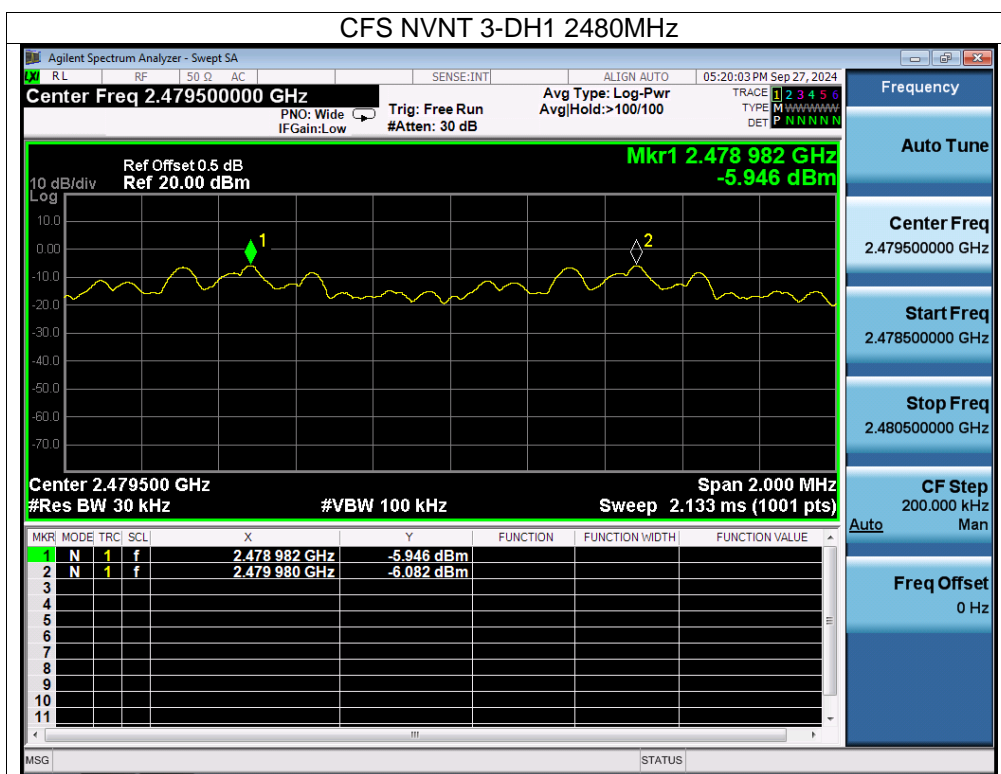 CFS NVNT 3-DH1 2480MHz
Agilent Spectrum Analyzer - Swept SA
LXI RL RF 50 Ω AC SENSE:INT ALIGN AUTO 05:20:03 PM Sep 27, 2024
Center Freq 2.479500000 GHz
PNO: Wide
IFGain:Low
Trig: Free Run
#Atten: 30 dB
Avg Type: Log-Pwr
Avg|Hold:>100/100
TRACE 1 2 3 4 5 6
TYPE M WWWWW
DET P N N N N N
Mkr1 2.478 982 GHz
-5.946 dBm
Ref Offset 0.5 dB
10 dB/div Ref 20.00 dBm
Log
10.0
0.00
-10.0
-20.0
-30.0
-40.0
-50.0
-60.0
-70.0
1
2
Center 2.479500 GHz Span 2.000 MHz
#Res BW 30 kHz #VBW 100 kHz Sweep 2.133 ms (1001 pts)
MKR MODE TRC SCL X Y FUNCTION FUNCTION WIDTH FUNCTION VALUE
1 N 1 f 2.478 982 GHz -5.946 dBm
2 N 1 f 2.479 980 GHz -6.082 dBm
3
4
5
6
7
8
9
10
11
MSG STATUS
Frequency
Auto Tune
Center Freq
2.479500000 GHz
Start Freq
2.478500000 GHz
Stop Freq
2.480500000 GHz
CF Step
200.000 kHz
Auto Man
Freq Offset
0 Hz